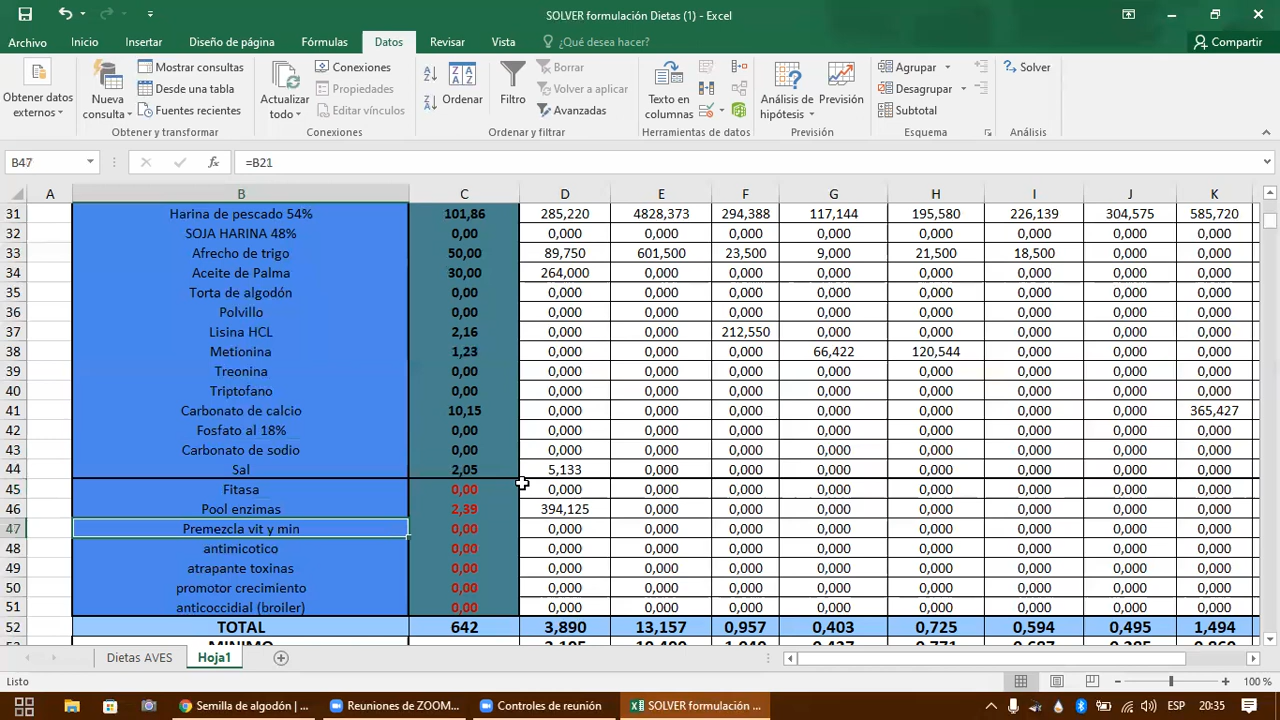 SOLVER formulación Dietas (1) - Excel
Archivo Inicio Insertar Diseño de página Fórmulas Datos Revisar Vista ¿Qué desea hacer? Compartir
Obtener datos externos
Nueva consulta
Mostrar consultas
Desde una tabla
Fuentes recientes
Obtener y transformar
Actualizar todo
Conexiones
Propiedades
Editar vínculos
Conexiones
Ordenar
Filtro
Borrar
Volver a aplicar
Avanzadas
Ordenar y filtrar
Texto en columnas
Herramientas de datos
Análisis de hipótesis
Previsión
Previsión
Agrupar
Desagrupar
Subtotal
Esquema
Solver
Análisis
B47 fx =B21
A B C D E F G H I J K
31 Harina de pescado 54% 101,86 285,220 4828,373 294,388 117,144 195,580 226,139 304,575 585,720
32 SOJA HARINA 48% 0,00 0,000 0,000 0,000 0,000 0,000 0,000 0,000 0,000
33 Afrecho de trigo 50,00 89,750 601,500 23,500 9,000 21,500 18,500 0,000 0,000
34 Aceite de Palma 30,00 264,000 0,000 0,000 0,000 0,000 0,000 0,000 0,000
35 Torta de algodón 0,00 0,000 0,000 0,000 0,000 0,000 0,000 0,000 0,000
36 Polvillo 0,00 0,000 0,000 0,000 0,000 0,000 0,000 0,000 0,000
37 Lisina HCL 2,16 0,000 0,000 212,550 0,000 0,000 0,000 0,000 0,000
38 Metionina 1,23 0,000 0,000 0,000 66,422 120,544 0,000 0,000 0,000
39 Treonina 0,00 0,000 0,000 0,000 0,000 0,000 0,000 0,000 0,000
40 Triptofano 0,00 0,000 0,000 0,000 0,000 0,000 0,000 0,000 0,000
41 Carbonato de calcio 10,15 0,000 0,000 0,000 0,000 0,000 0,000 0,000 365,427
42 Fosfato al 18% 0,00 0,000 0,000 0,000 0,000 0,000 0,000 0,000 0,000
43 Carbonato de sodio 0,00 0,000 0,000 0,000 0,000 0,000 0,000 0,000 0,000
44 Sal 2,05 5,133 0,000 0,000 0,000 0,000 0,000 0,000 0,000
45 Fitasa 0,00 0,000 0,000 0,000 0,000 0,000 0,000 0,000 0,000
46 Pool enzimas 2,39 394,125 0,000 0,000 0,000 0,000 0,000 0,000 0,000
47 Premezcla vit y min 0,00 0,000 0,000 0,000 0,000 0,000 0,000 0,000 0,000
48 antimicotico 0,00 0,000 0,000 0,000 0,000 0,000 0,000 0,000 0,000
49 atrapante toxinas 0,00 0,000 0,000 0,000 0,000 0,000 0,000 0,000 0,000
50 promotor crecimiento 0,00 0,000 0,000 0,000 0,000 0,000 0,000 0,000 0,000
51 anticoccidial (broiler) 0,00 0,000 0,000 0,000 0,000 0,000 0,000 0,000 0,000
52 TOTAL 642 3,890 13,157 0,957 0,403 0,725 0,594 0,495 1,494
Dietas AVES Hoja1
Listo 100 %
Semilla de algodón | ... Reuniones de ZOOM... Controles de reunión SOLVER formulación ... ESP 20:35